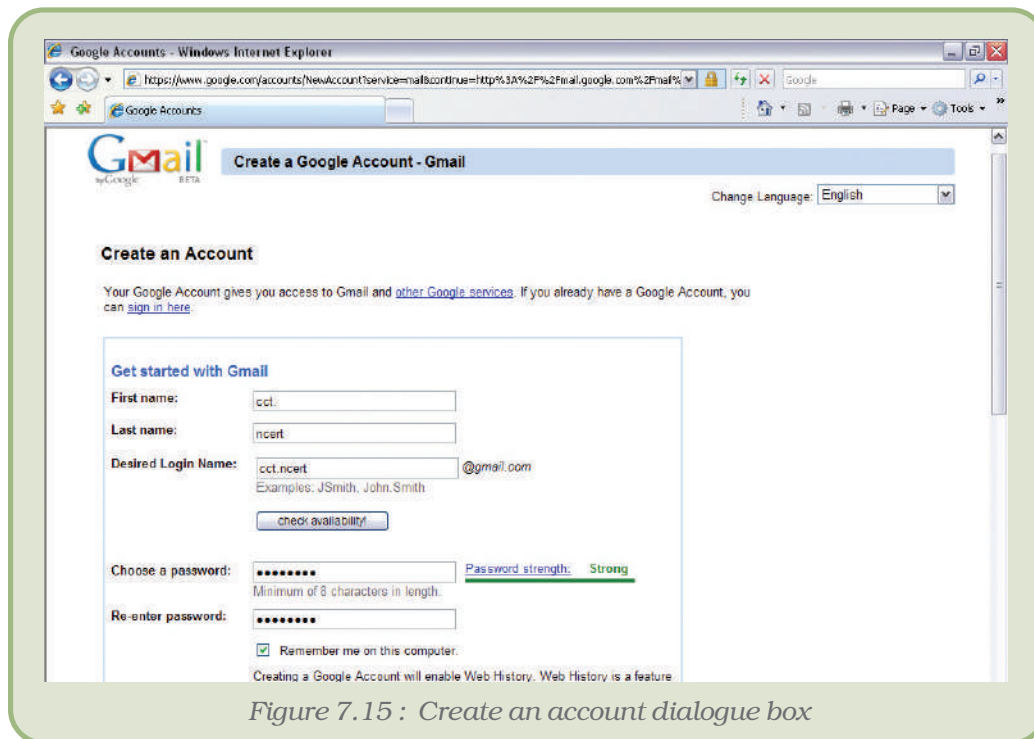 Google Accounts - Windows Internet Explorer
https://www.google.com/accounts/NewAccount?service=mail&continue=http%3A%2F%2Fmail.google.com%2Fmail%
Google
Google Accounts
Page
Tools
Gmail
by Google BETA
Create a Google Account - Gmail
Change Language: English
Create an Account
Your Google Account gives you access to Gmail and other Google services. If you already have a Google Account, you
can sign in here.
Get started with Gmail
First name: cct.
Last name: ncert
Desired Login Name: cct.ncert @gmail.com
Examples: JSmith, John.Smith
check availability!
Choose a password: •••••••• Password strength: Strong
Minimum of 8 characters in length.
Re-enter password: ••••••••
Remember me on this computer.
Creating a Google Account will enable Web History. Web History is a feature
Figure 7.15 : Create an account dialogue box